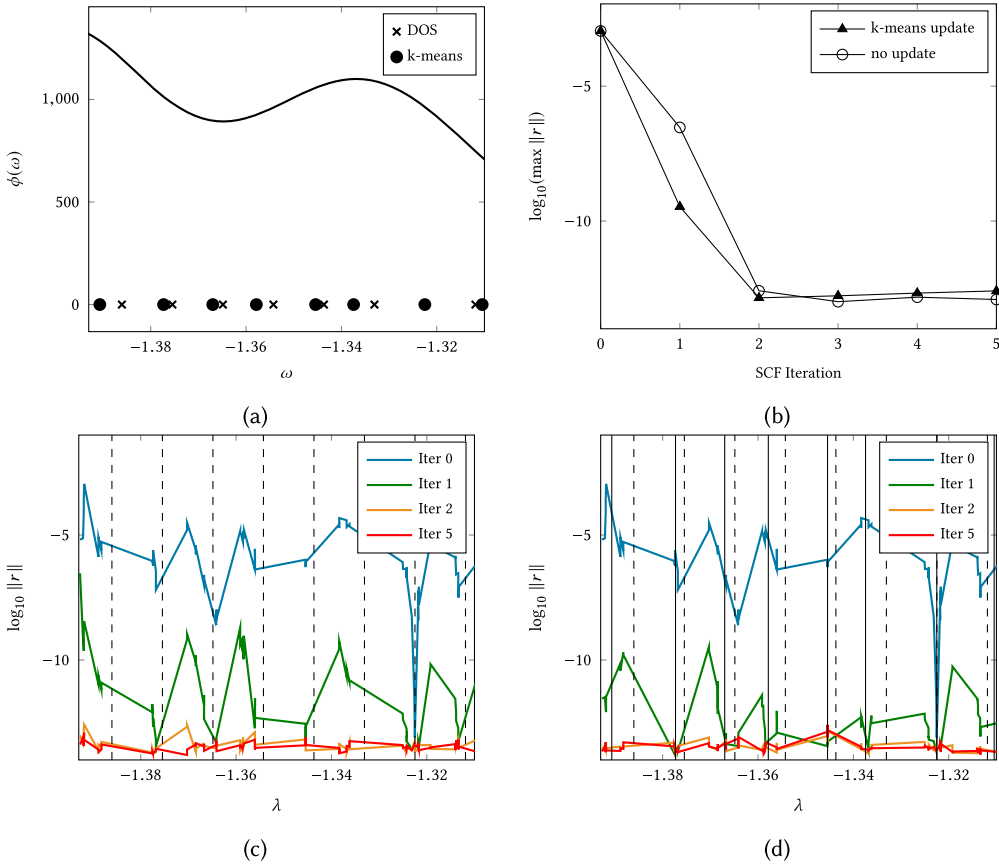 DOS
k-means
1,000
500
0
ϕ(ω)
−1.38
−1.36
−1.34
−1.32
ω
(a)
k-means update
no update
−5
−10
log₁₀(max ||r||)
0
1
2
3
4
5
SCF Iteration
(b)
Iter 0
Iter 1
Iter 2
Iter 5
−5
−10
log₁₀ ||r||
−1.38
−1.36
−1.34
−1.32
λ
(c)
Iter 0
Iter 1
Iter 2
Iter 5
−5
−10
log₁₀ ||r||
−1.38
−1.36
−1.34
−1.32
λ
(d)